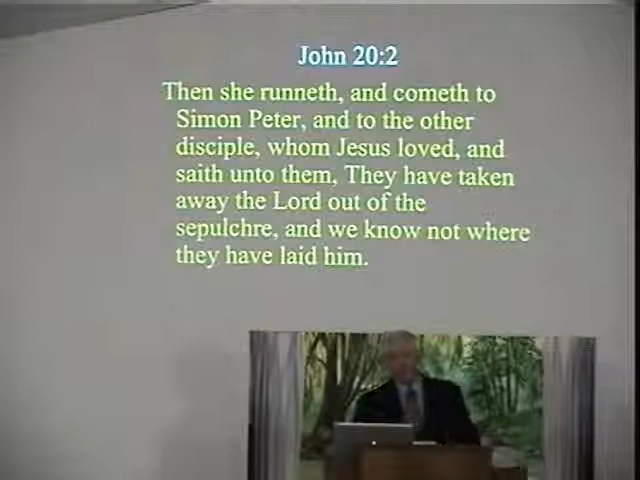 John 20:2
Then she runneth, and cometh to
Simon Peter, and to the other
disciple, whom Jesus loved, and
saith unto them, They have taken
away the Lord out of the
sepulchre, and we know not where
they have laid him.